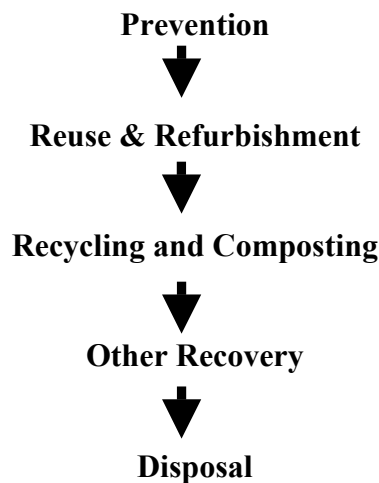 Prevention
Reuse & Refurbishment
Recycling and Composting
Other Recovery
Disposal